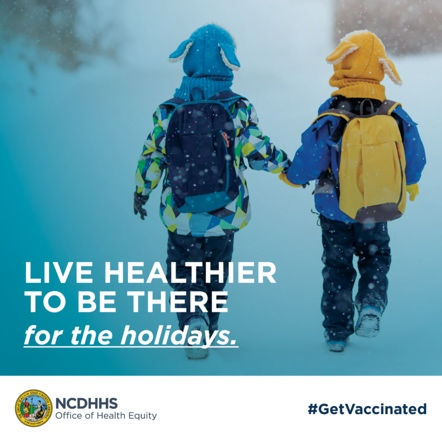 LIVE HEALTHIER
TO BE THERE
for the holidays.
NCDHHS
Office of Health Equity
#GetVaccinated